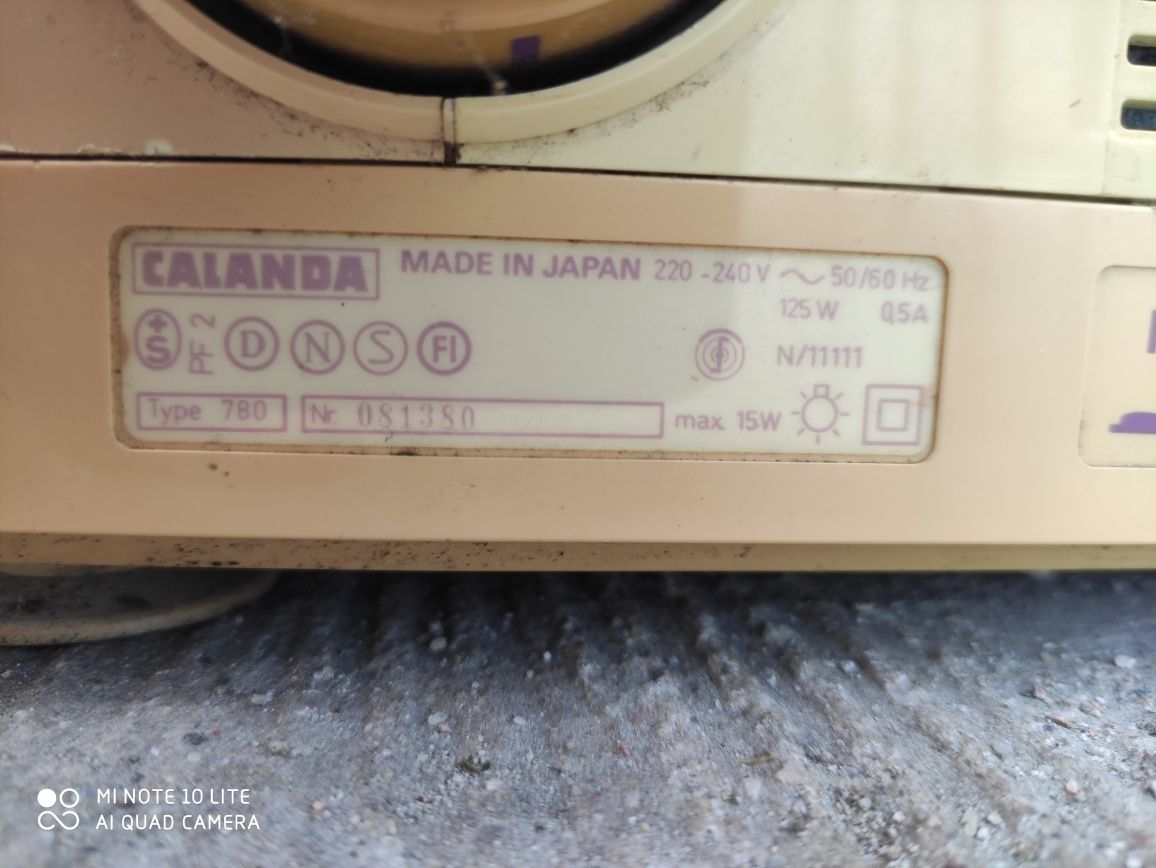 CALANDA MADE IN JAPAN 220-240V ~ 50/60 Hz
125 W 0,5A
+S PF 2 D N S FI N/11111
Type 780 Nr. 081380 max. 15W
MI NOTE 10 LITE
AI QUAD CAMERA